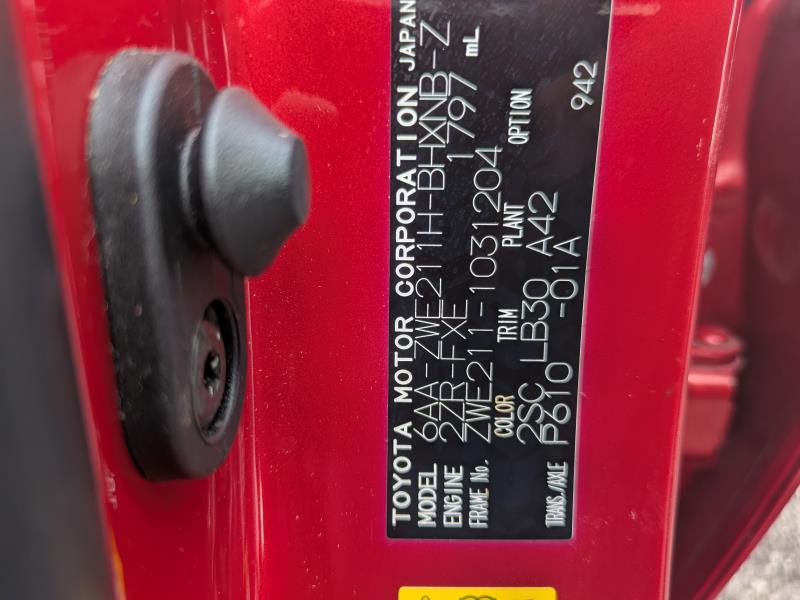 TOYOTA MOTOR CORPORATION JAPAN
MODEL 6AA-ZWE211H-BHXNB-Z
ENGINE 2ZR-FXE 1797 mL
FRAME No. ZWE211-1031204
COLOR TRIM PLANT OPTION
2SC LB30 A42
TRANS./AXLE P610 -01A 942